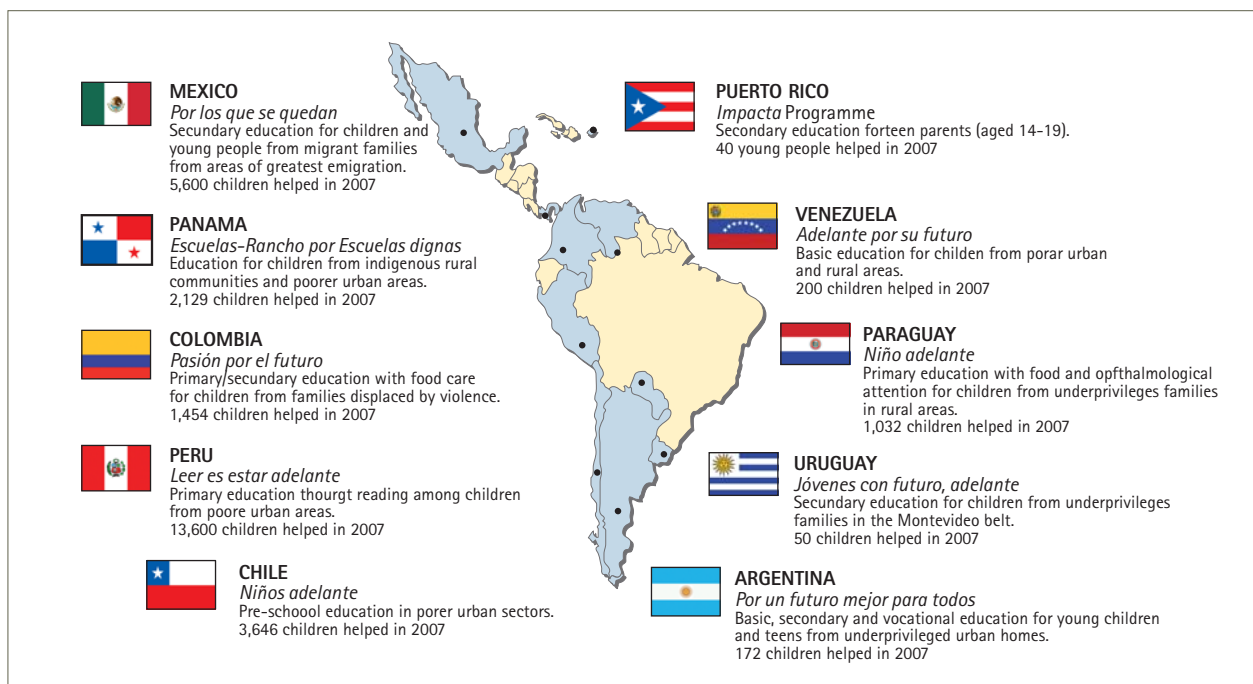 MEXICO
Por los que se quedan
Secundary education for children and
young people from migrant families
from areas of greatest emigration.
5,600 children helped in 2007
PANAMA
Escuelas-Rancho por Escuelas dignas
Education for children from indigenous rural
communities and poorer urban areas.
2,129 children helped in 2007
COLOMBIA
Pasión por el futuro
Primary/secundary education with food care
for children from families displaced by violence.
1,454 children helped in 2007
PERU
Leer es estar adelante
Primary education thourgt reading among children
from poore urban areas.
13,600 children helped in 2007
CHILE
Niños adelante
Pre-schoool education in porer urban sectors.
3,646 children helped in 2007
PUERTO RICO
Impacta Programme
Secondary education forteen parents (aged 14-19).
40 young people helped in 2007
VENEZUELA
Adelante por su futuro
Basic education for childen from porar urban
and rural areas.
200 children helped in 2007
PARAGUAY
Niño adelante
Primary education with food and opfthalmological
attention for children from underprivileges families
in rural areas.
1,032 children helped in 2007
URUGUAY
Jóvenes con futuro, adelante
Secundary education for children from underprivileges
families in the Montevideo belt.
50 children helped in 2007
ARGENTINA
Por un futuro mejor para todos
Basic, secundary and vocational education for young children
and teens from underprivileged urban homes.
172 children helped in 2007